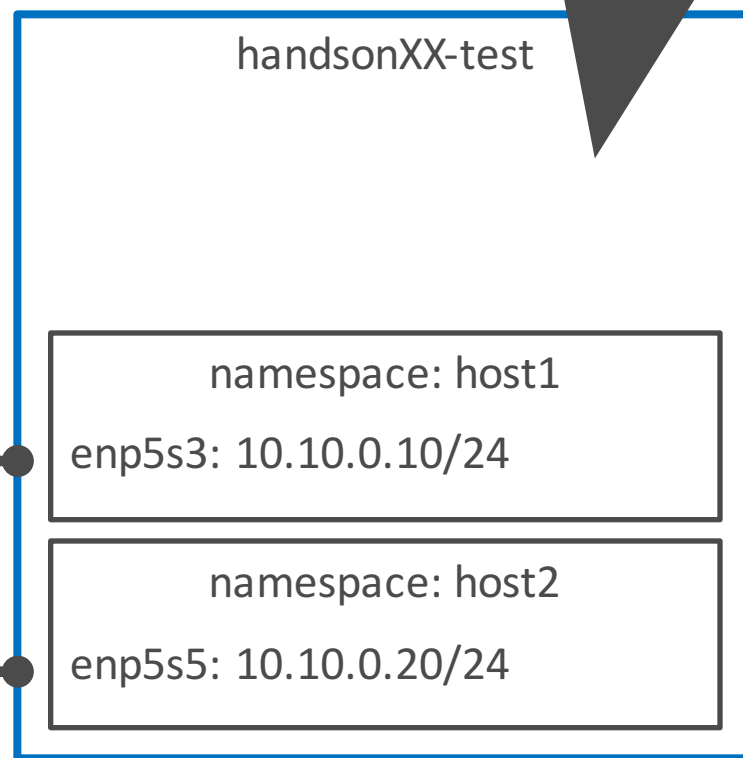 handsonXX-test
namespace: host1
enp5s3: 10.10.0.10/24
namespace: host2
enp5s5: 10.10.0.20/24